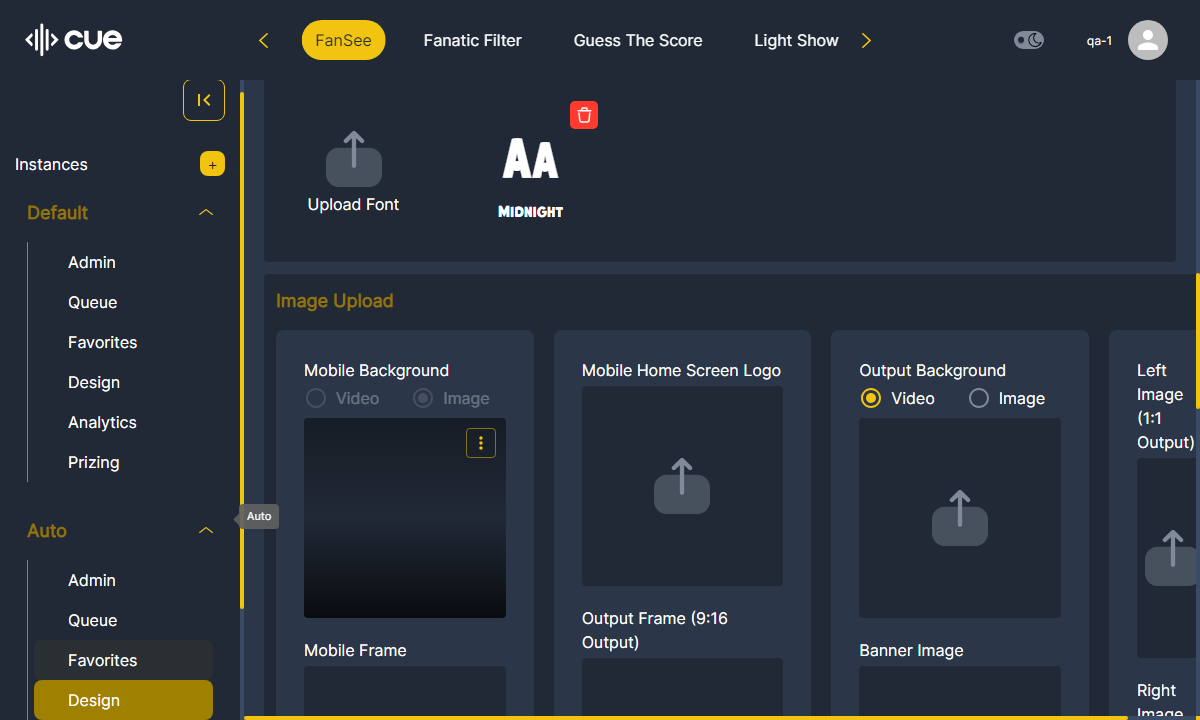 cue
FanSee
Fanatic Filter
Guess The Score
Light Show
qa-1
Instances
+
Default
Admin
Queue
Favorites
Design
Analytics
Prizing
Auto
Admin
Queue
Favorites
Design
Auto
Upload Font
AA
MIDNIGHT
Image Upload
Mobile Background
Video
Image
Mobile Frame
Mobile Home Screen Logo
Output Frame (9:16
Output)
Output Background
Video
Image
Banner Image
Left
Image
(1:1
Output)
Right
Image